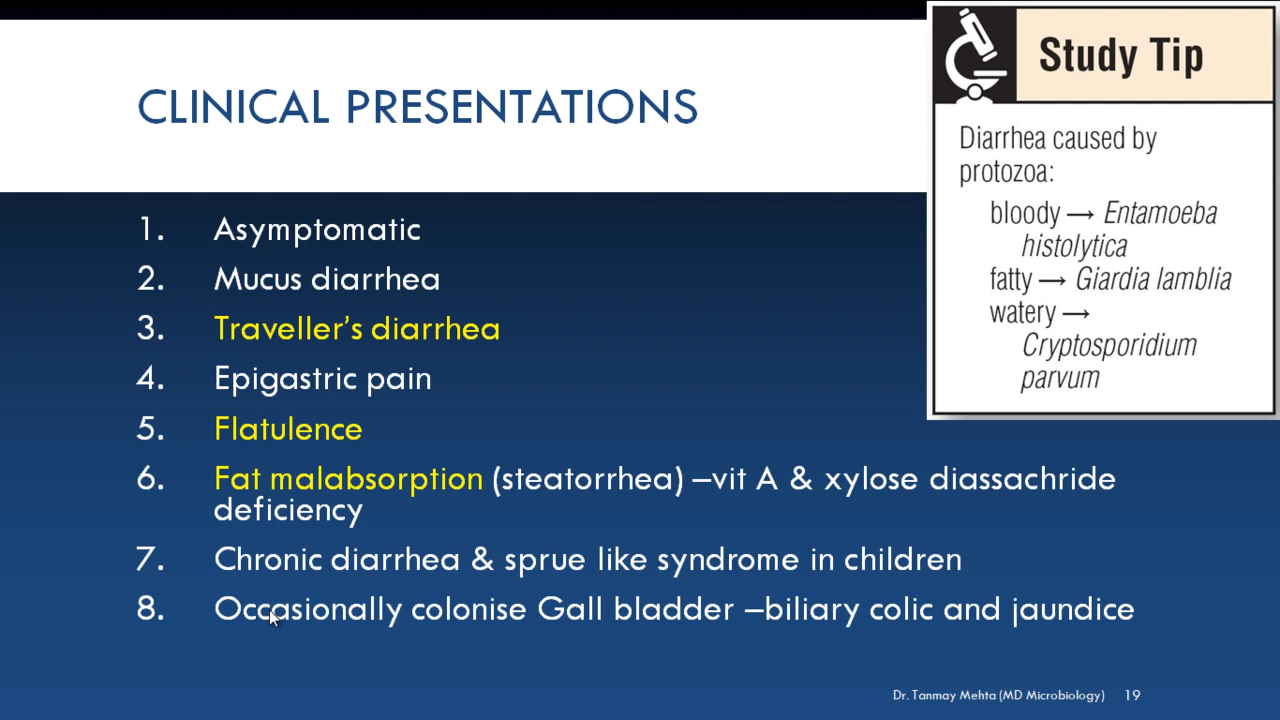 CLINICAL PRESENTATIONS
1. Asymptomatic
2. Mucus diarrhea
3. Traveller's diarrhea
4. Epigastric pain
5. Flatulence
6. Fat malabsorption (steatorrhea) –vit A & xylose diassachride
deficiency
7. Chronic diarrhea & sprue like syndrome in children
8. Occasionally colonise Gall bladder –biliary colic and jaundice
Study Tip
Diarrhea caused by
protozoa:
bloody → Entamoeba
histolytica
fatty → Giardia lamblia
watery →
Cryptosporidium
parvum
Dr. Tanmay Mehta (MD Microbiology) 19